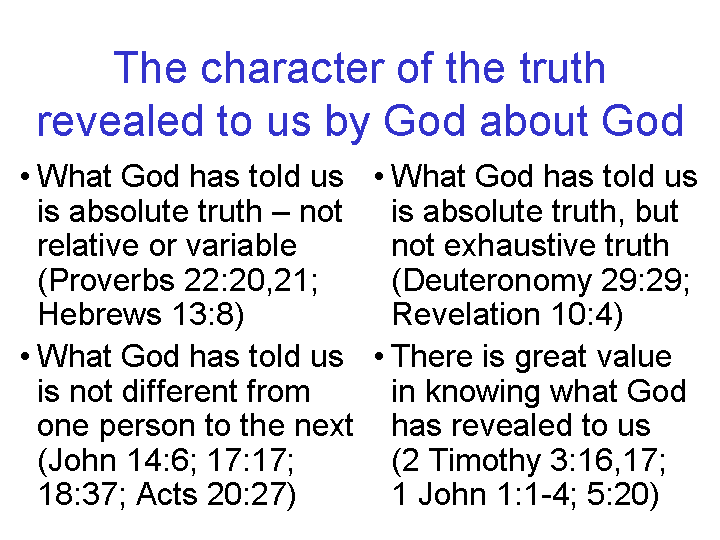 The character of the truth
revealed to us by God about God
• What God has told us
is absolute truth – not
relative or variable
(Proverbs 22:20,21;
Hebrews 13:8)
• What God has told us
is not different from
one person to the next
(John 14:6; 17:17;
18:37; Acts 20:27)
• What God has told us
is absolute truth, but
not exhaustive truth
(Deuteronomy 29:29;
Revelation 10:4)
• There is great value
in knowing what God
has revealed to us
(2 Timothy 3:16,17;
1 John 1:1-4; 5:20)